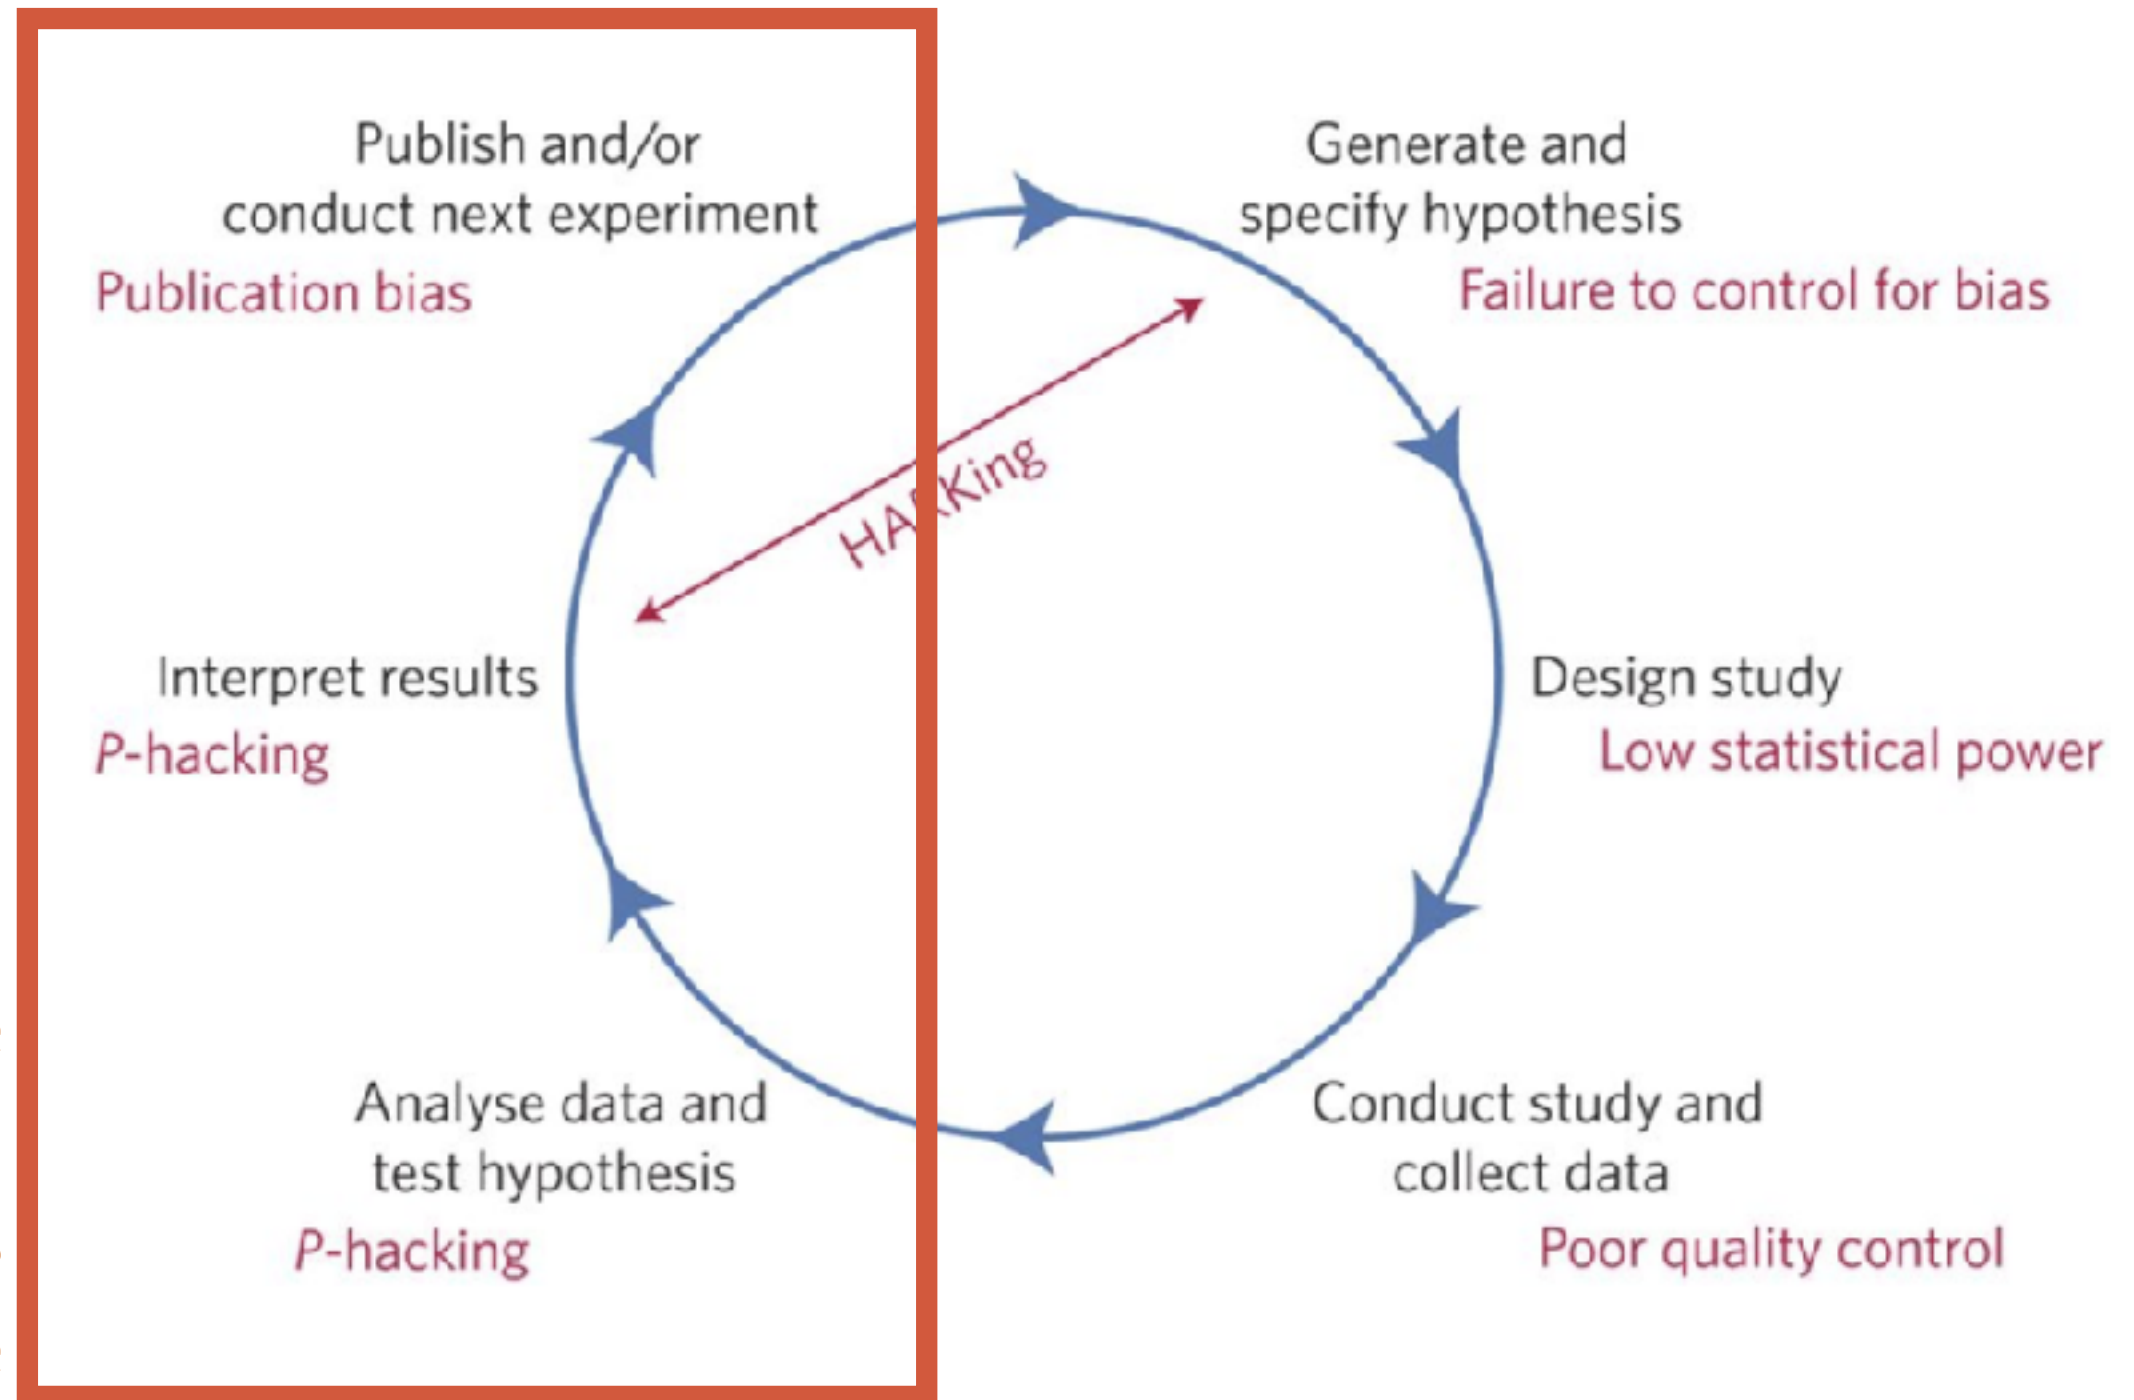 Publish and/or
conduct next experiment
Publication bias
Generate and
specify hypothesis
Failure to control for bias
HARKing
Interpret results
P-hacking
Design study
Low statistical power
Analyse data and
test hypothesis
P-hacking
Conduct study and
collect data
Poor quality control